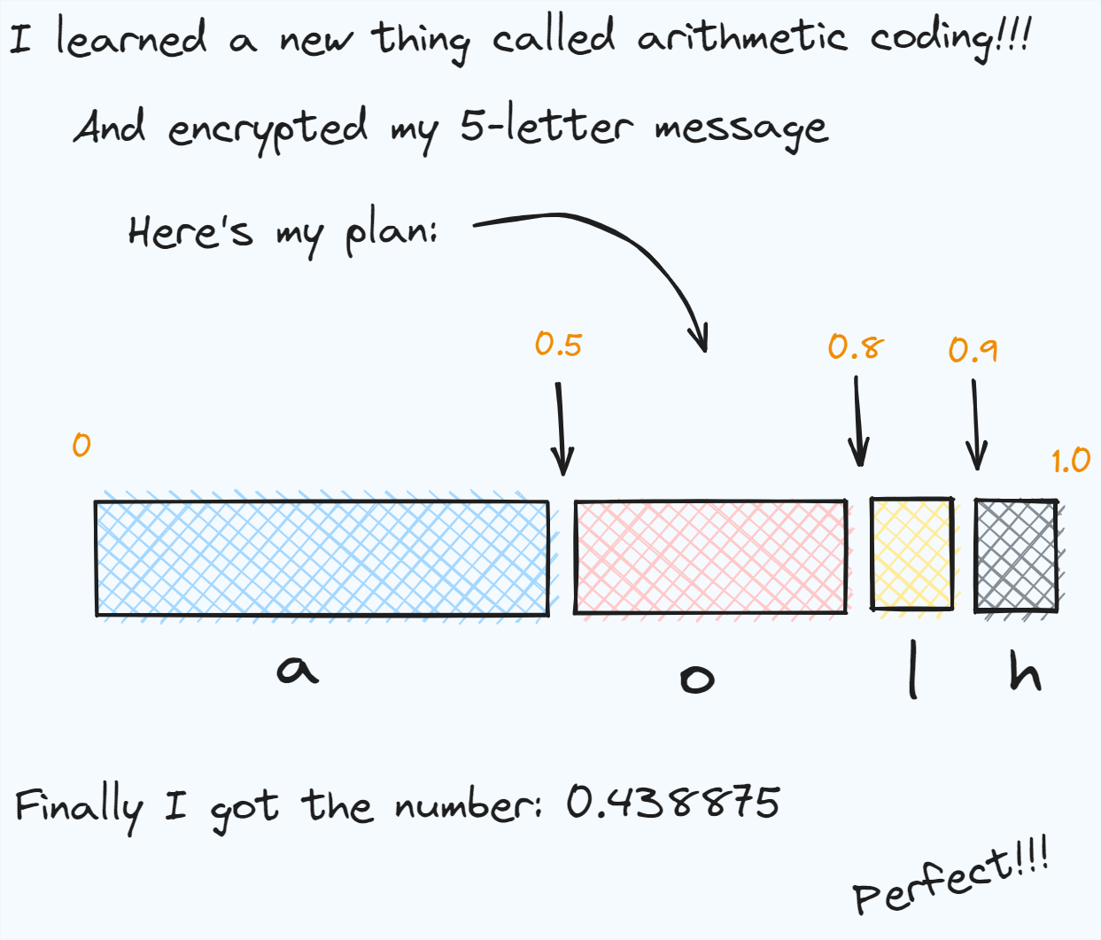 I learned a new thing called arithmetic coding!!!
And encrypted my 5-letter message
Here's my plan:
0.5 0.8 0.9
0 1.0
a o l h
Finally I got the number: 0.438875
Perfect!!!